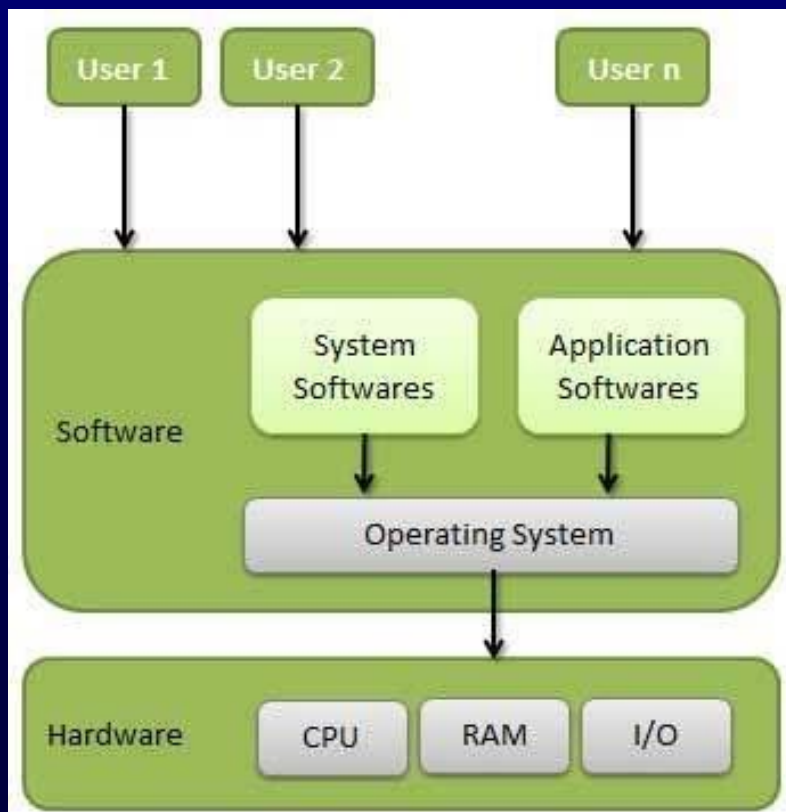 User 1
User 2
User n
System
Softwares
Application
Softwares
Software
Operating System
Hardware
CPU
RAM
I/O